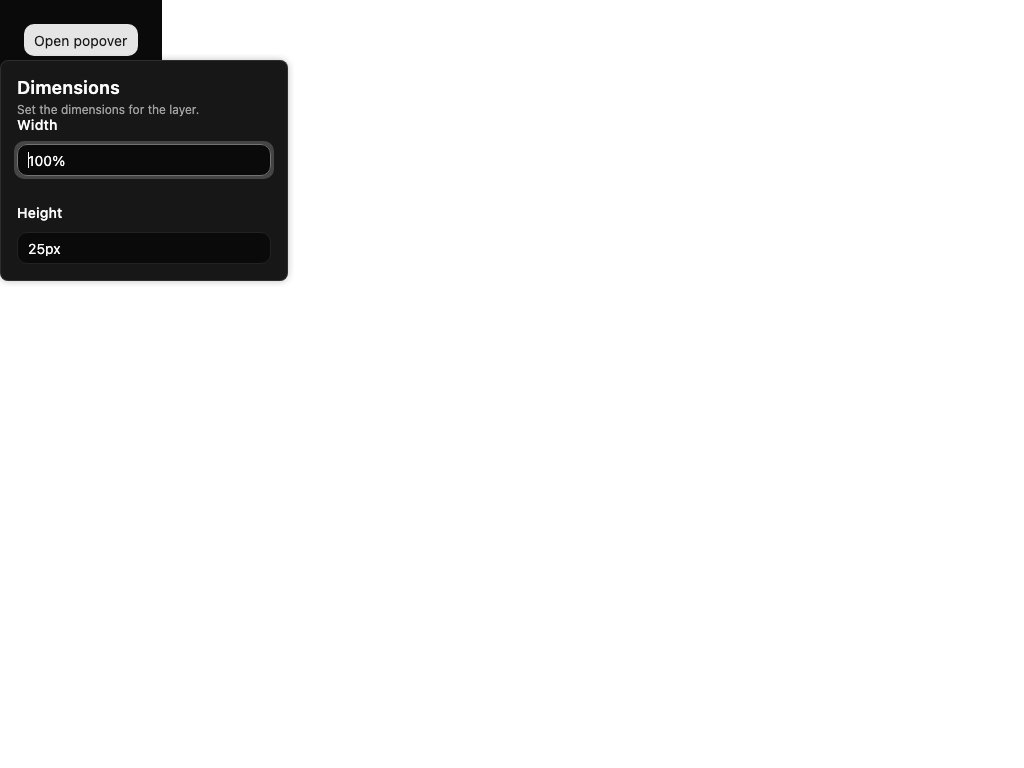 Open popover
Dimensions
Set the dimensions for the layer.
Width
100%
Height
25px